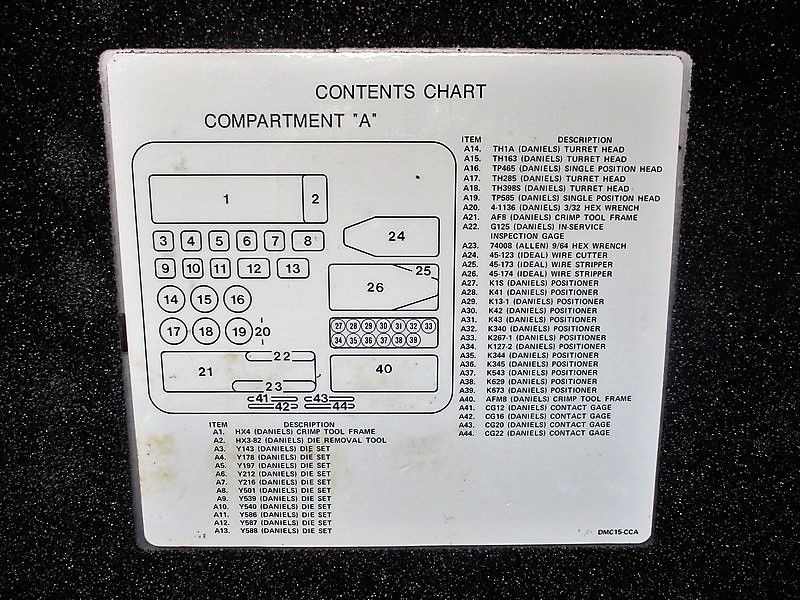 CONTENTS CHART
COMPARTMENT "A"
1 2
3 4 5 6 7 8
9 10 11 12 13
14 15 16
17 18 19 20
21
22
23
24
25
26
27 28 29 30 31 32 33
34 35 36 37 38 39
40
41 43
42 44
ITEM DESCRIPTION
A1. HX4 (DANIELS) CRIMP TOOL FRAME
A2. HX3-82 (DANIELS) DIE REMOVAL TOOL
A3. Y143 (DANIELS) DIE SET
A4. Y178 (DANIELS) DIE SET
A5. Y197 (DANIELS) DIE SET
A6. Y212 (DANIELS) DIE SET
A7. Y216 (DANIELS) DIE SET
A8. Y501 (DANIELS) DIE SET
A9. Y539 (DANIELS) DIE SET
A10. Y540 (DANIELS) DIE SET
A11. Y586 (DANIELS) DIE SET
A12. Y587 (DANIELS) DIE SET
A13. Y588 (DANIELS) DIE SET
ITEM DESCRIPTION
A14. TH1A (DANIELS) TURRET HEAD
A15. TH163 (DANIELS) TURRET HEAD
A16. TP465 (DANIELS) SINGLE POSITION HEAD
A17. TH285 (DANIELS) TURRET HEAD
A18. TH398S (DANIELS) TURRET HEAD
A19. TP585 (DANIELS) SINGLE POSITION HEAD
A20. 4-1136 (DANIELS) 3/32 HEX WRENCH
A21. AF8 (DANIELS) CRIMP TOOL FRAME
A22. G125 (DANIELS) IN-SERVICE
INSPECTION GAGE
A23. 74008 (ALLEN) 9/64 HEX WRENCH
A24. 45-123 (IDEAL) WIRE CUTTER
A25. 45-173 (IDEAL) WIRE STRIPPER
A26. 45-174 (IDEAL) WIRE STRIPPER
A27. K1S (DANIELS) POSITIONER
A28. K41 (DANIELS) POSITIONER
A29. K13-1 (DANIELS) POSITIONER
A30. K42 (DANIELS) POSITIONER
A31. K43 (DANIELS) POSITIONER
A32. K340 (DANIELS) POSITIONER
A33. K267-1 (DANIELS) POSITIONER
A34. K127-2 (DANIELS) POSITIONER
A35. K344 (DANIELS) POSITIONER
A36. K345 (DANIELS) POSITIONER
A37. K543 (DANIELS) POSITIONER
A38. K629 (DANIELS) POSITIONER
A39. K673 (DANIELS) POSITIONER
A40. AFM8 (DANIELS) CRIMP TOOL FRAME
A41. CG12 (DANIELS) CONTACT GAGE
A42. CG16 (DANIELS) CONTACT GAGE
A43. CG20 (DANIELS) CONTACT GAGE
A44. CG22 (DANIELS) CONTACT GAGE
DMC15-CCA